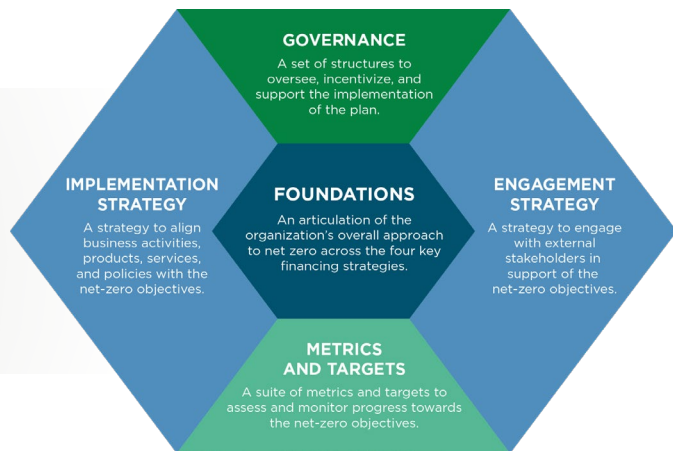 GOVERNANCE
A set of structures to
oversee, incentivize, and
support the implementation
of the plan.
IMPLEMENTATION
STRATEGY
A strategy to align
business activities,
products, services,
and policies with the
net-zero objectives.
FOUNDATIONS
An articulation of the
organization's overall approach
to net zero across the four key
financing strategies.
ENGAGEMENT
STRATEGY
A strategy to engage
with external
stakeholders in
support of the
net-zero objectives.
METRICS
AND TARGETS
A suite of metrics and targets to
assess and monitor progress towards
the net-zero objectives.